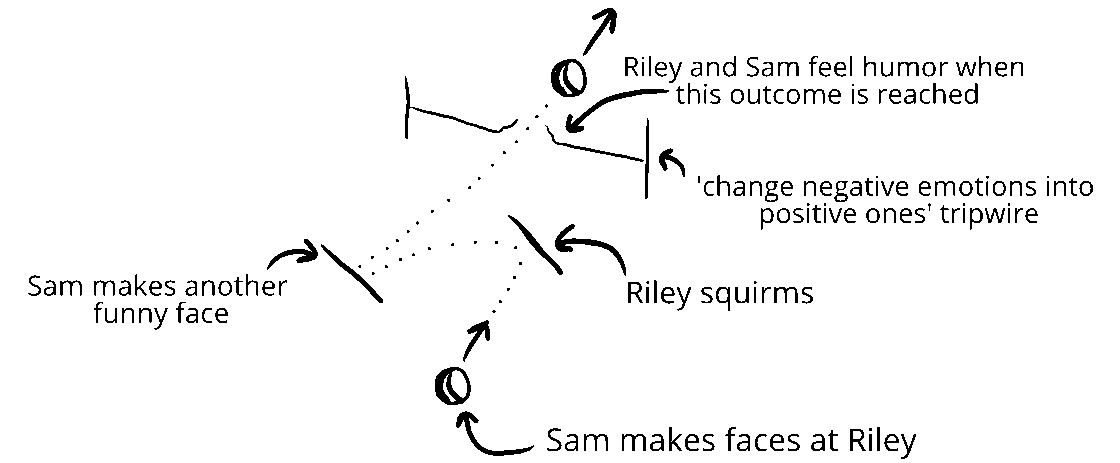 Riley and Sam feel humor when
this outcome is reached
'change negative emotions into
positive ones' tripwire
Sam makes another
funny face
Riley squirms
Sam makes faces at Riley